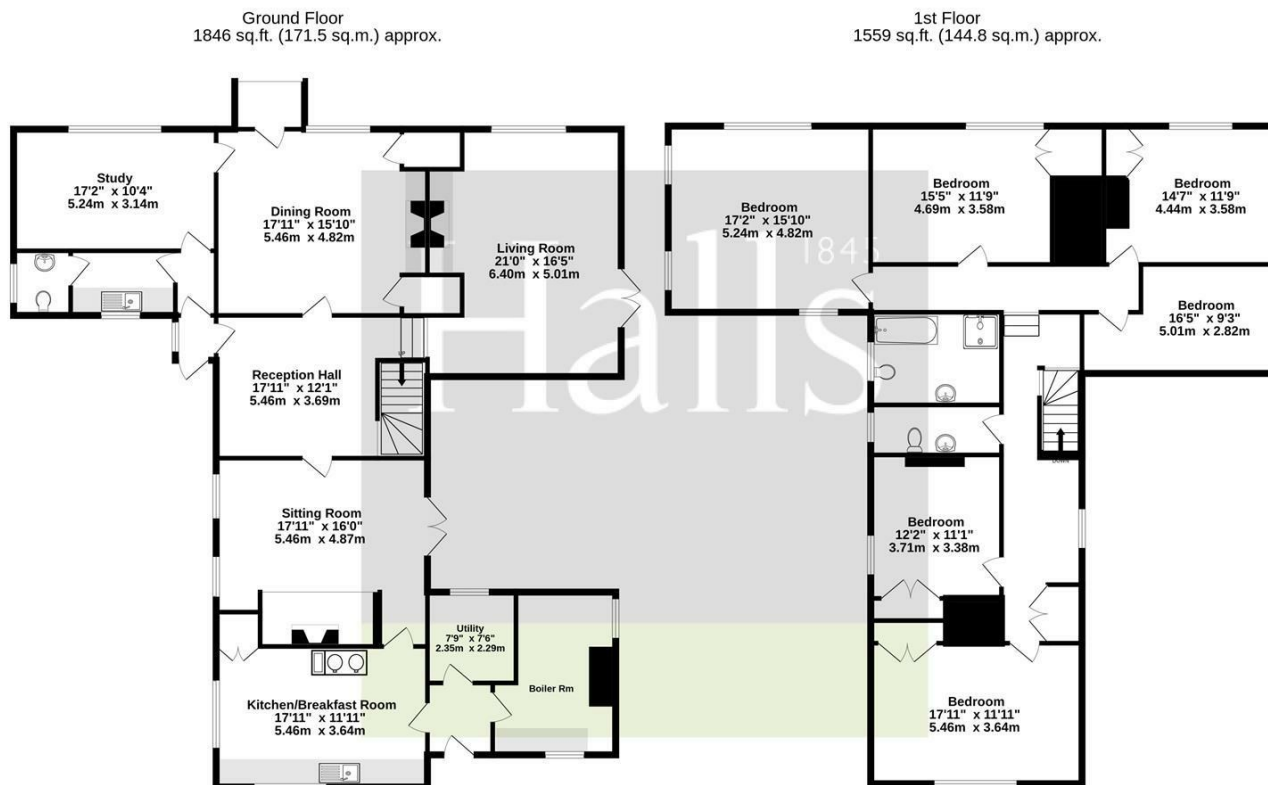 Ground Floor
1846 sq.ft. (171.5 sq.m.) approx.
1st Floor
1559 sq.ft. (144.8 sq.m.) approx.
Study
17'2" x 10'4"
5.24m x 3.14m
Dining Room
17'11" x 15'10"
5.46m x 4.82m
Living Room
21'0" x 16'5"
6.40m x 5.01m
Reception Hall
17'11" x 12'1"
5.46m x 3.69m
UP
Sitting Room
17'11" x 16'0"
5.46m x 4.87m
Utility
7'9" x 7'6"
2.35m x 2.29m
Boiler Rm
Kitchen/Breakfast Room
17'11" x 11'11"
5.46m x 3.64m
Bedroom
17'2" x 15'10"
5.24m x 4.82m
Bedroom
15'5" x 11'9"
4.69m x 3.58m
Bedroom
14'7" x 11'9"
4.44m x 3.58m
Bedroom
16'5" x 9'3"
5.01m x 2.82m
DOWN
Bedroom
12'2" x 11'1"
3.71m x 3.38m
Bedroom
17'11" x 11'11"
5.46m x 3.64m
1845
Halls